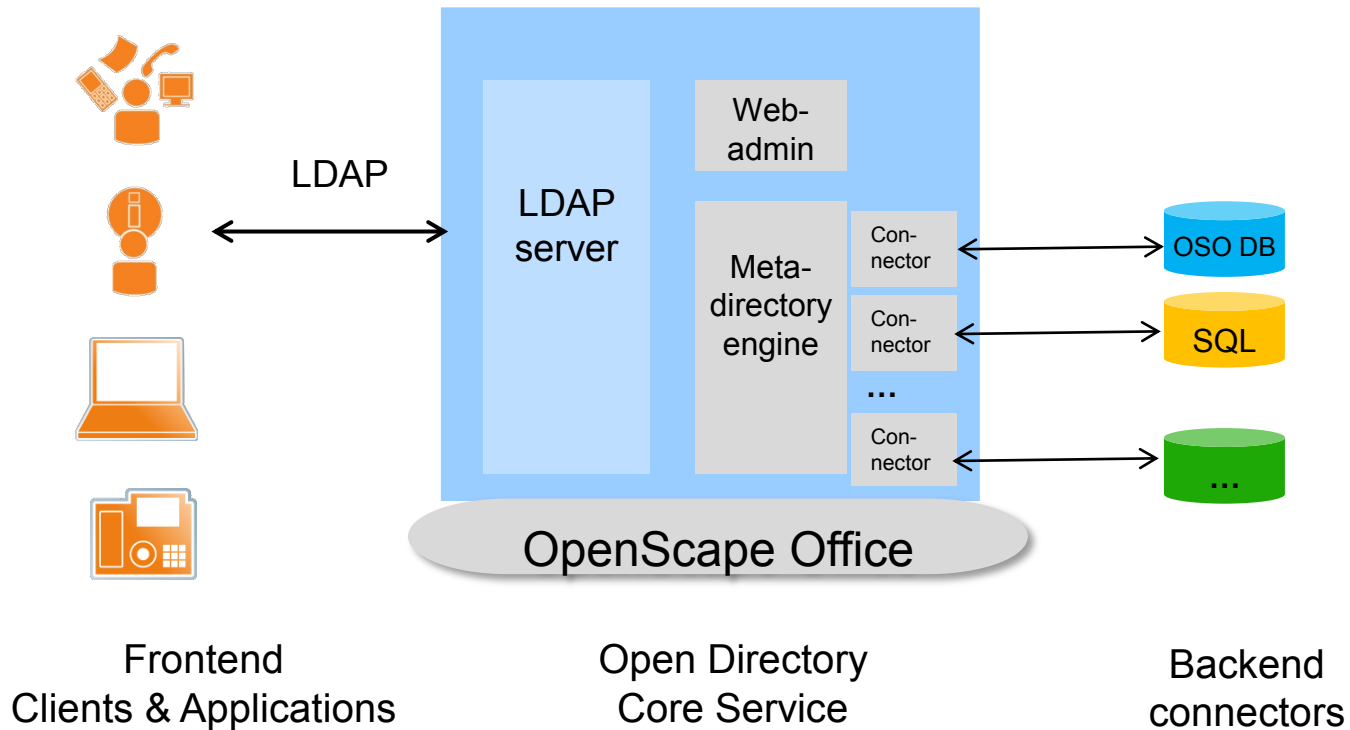 LDAP
LDAP
server
Web-
admin
Meta-
directory
engine
Con-
nector
Con-
nector
...
Con-
nector
OSO DB
SQL
...
OpenScape Office
Frontend
Clients & Applications
Open Directory
Core Service
Backend
connectors